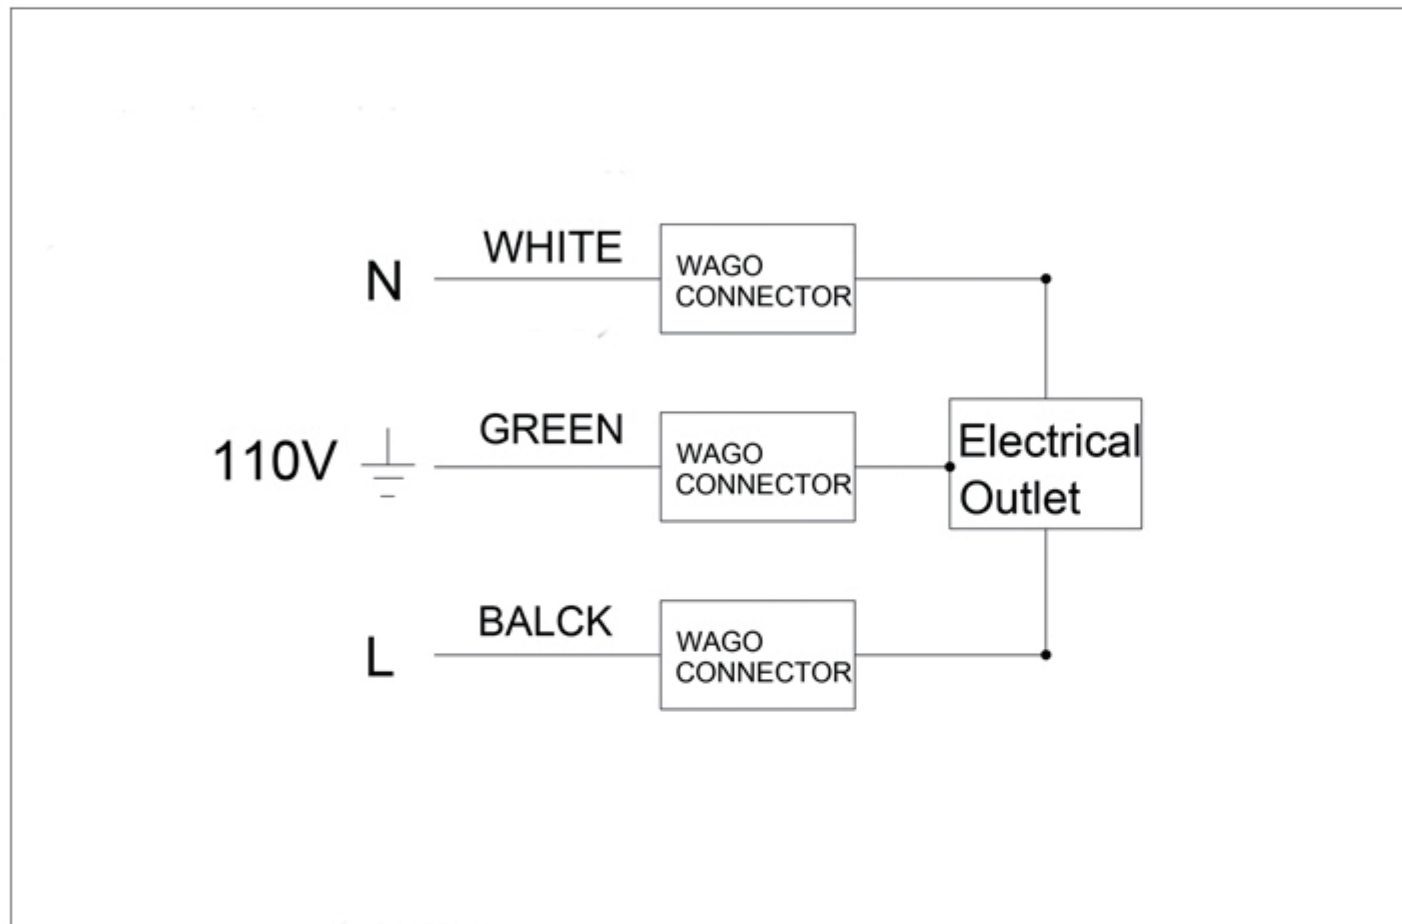 N
WHITE
WAGO
CONNECTOR
110V
GREEN
WAGO
CONNECTOR
Electrical
Outlet
L
BALCK
WAGO
CONNECTOR